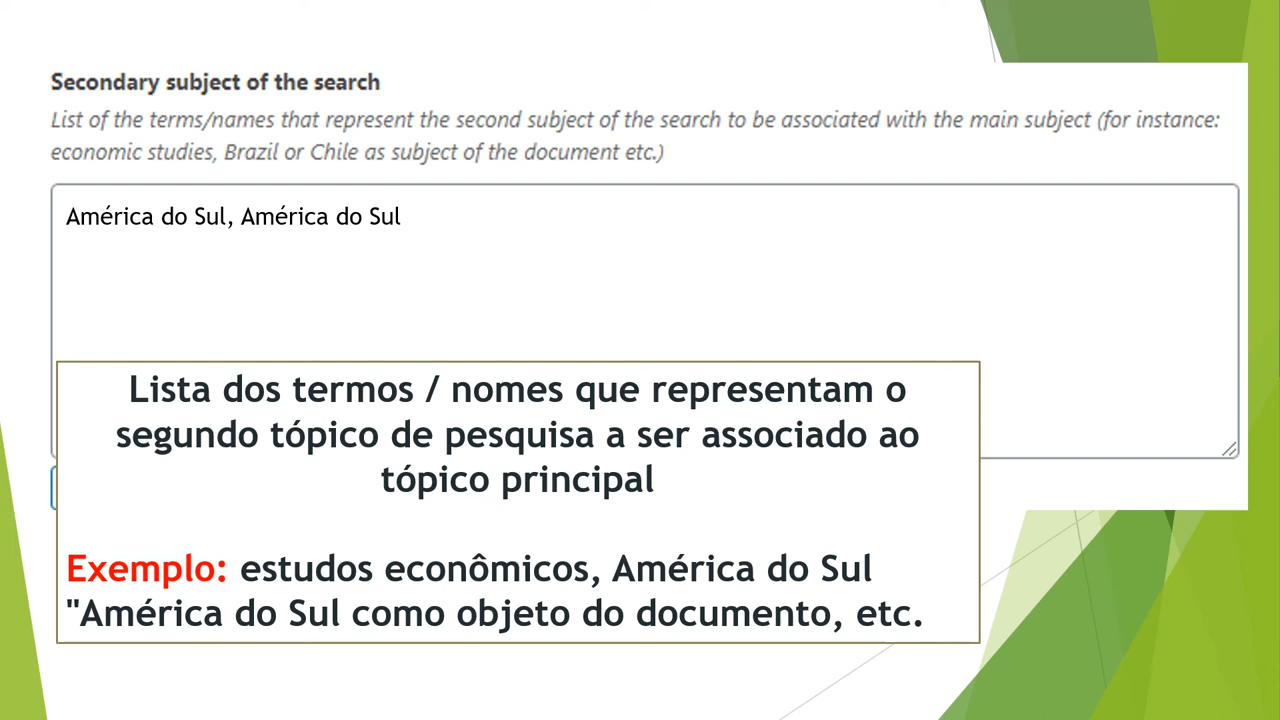 Secondary subject of the search
List of the terms/names that represent the second subject of the search to be associated with the main subject (for instance:
economic studies, Brazil or Chile as subject of the document etc.)
América do Sul, América do Sul
Lista dos termos / nomes que representam o
segundo tópico de pesquisa a ser associado ao
tópico principal
Exemplo: estudos econômicos, América do Sul
"América do Sul como objeto do documento, etc.